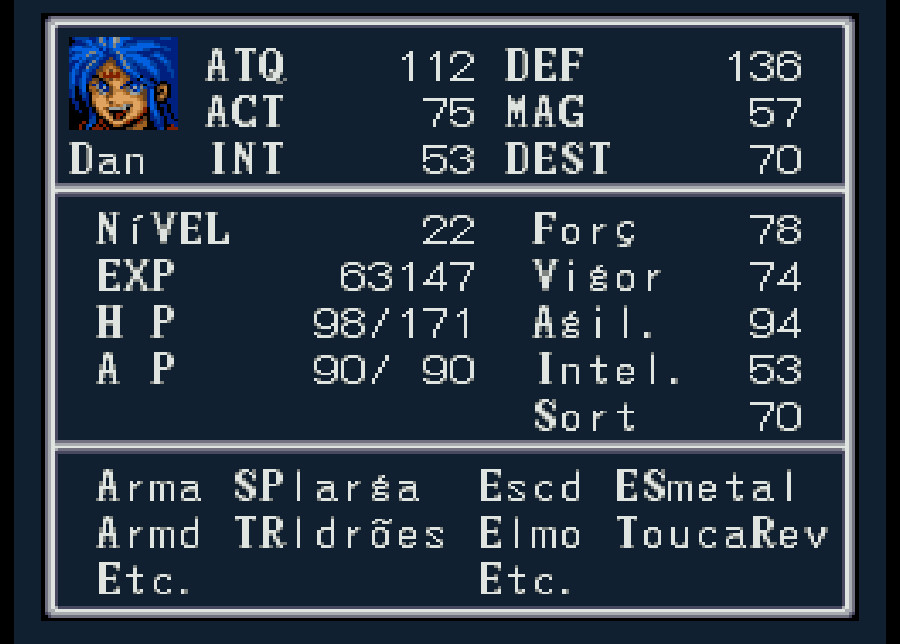 ATQ 112 DEF 136
ACT 75 MAG 57
Dan INT 53 DEST 70
NíVEL 22 Forç 78
EXP 63147 Vigor 74
H P 98/171 Agil. 94
A P 90/ 90 Intel. 53
Sort 70
Arma SPlarga Escd ESmetal
Armd TRldrões Elmo ToucaRev
Etc. Etc.